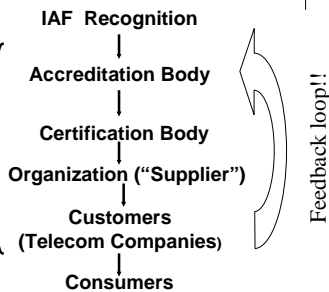 IAF Recognition
Accreditation Body
Certification Body
Organization (“Supplier”)
Customers
(Telecom Companies)
Consumers
Feedback loop!!